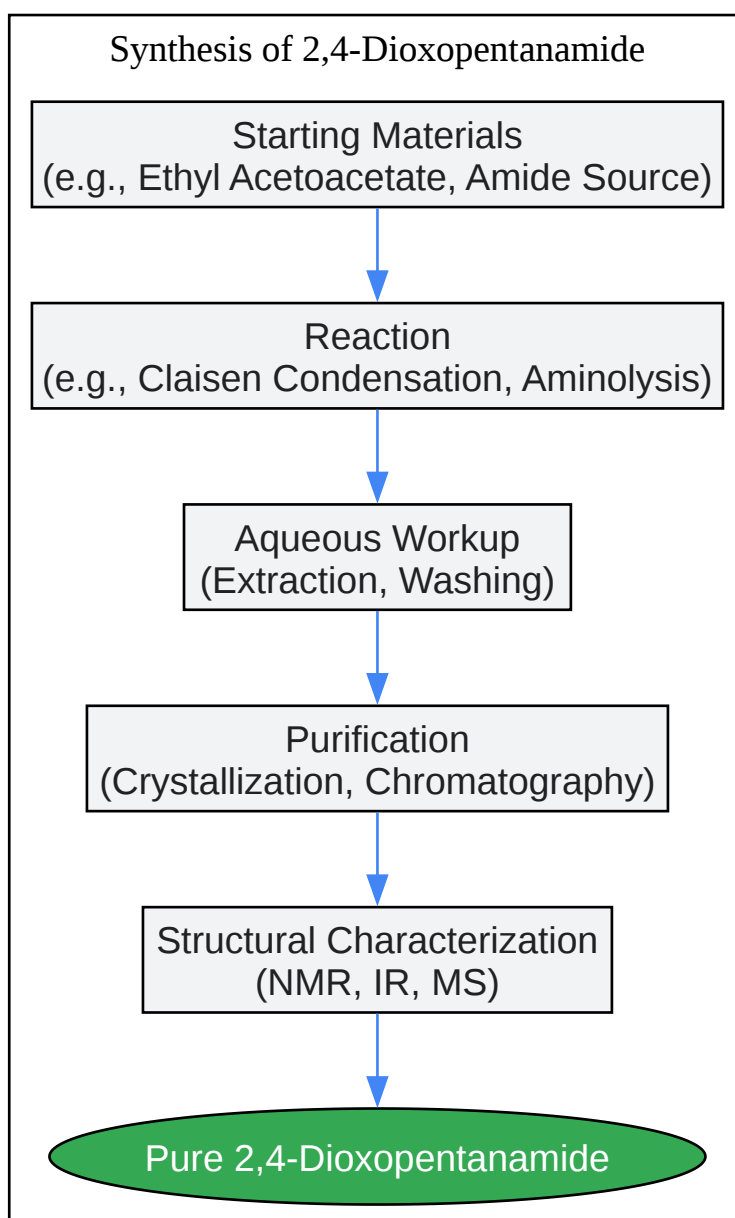 Synthesis of 2,4-Dioxopentanamide
Starting Materials
(e.g., Ethyl Acetoacetate, Amide Source)
Reaction
(e.g., Claisen Condensation, Aminolysis)
Aqueous Workup
(Extraction, Washing)
Purification
(Crystallization, Chromatography)
Structural Characterization
(NMR, IR, MS)
Pure 2,4-Dioxopentanamide